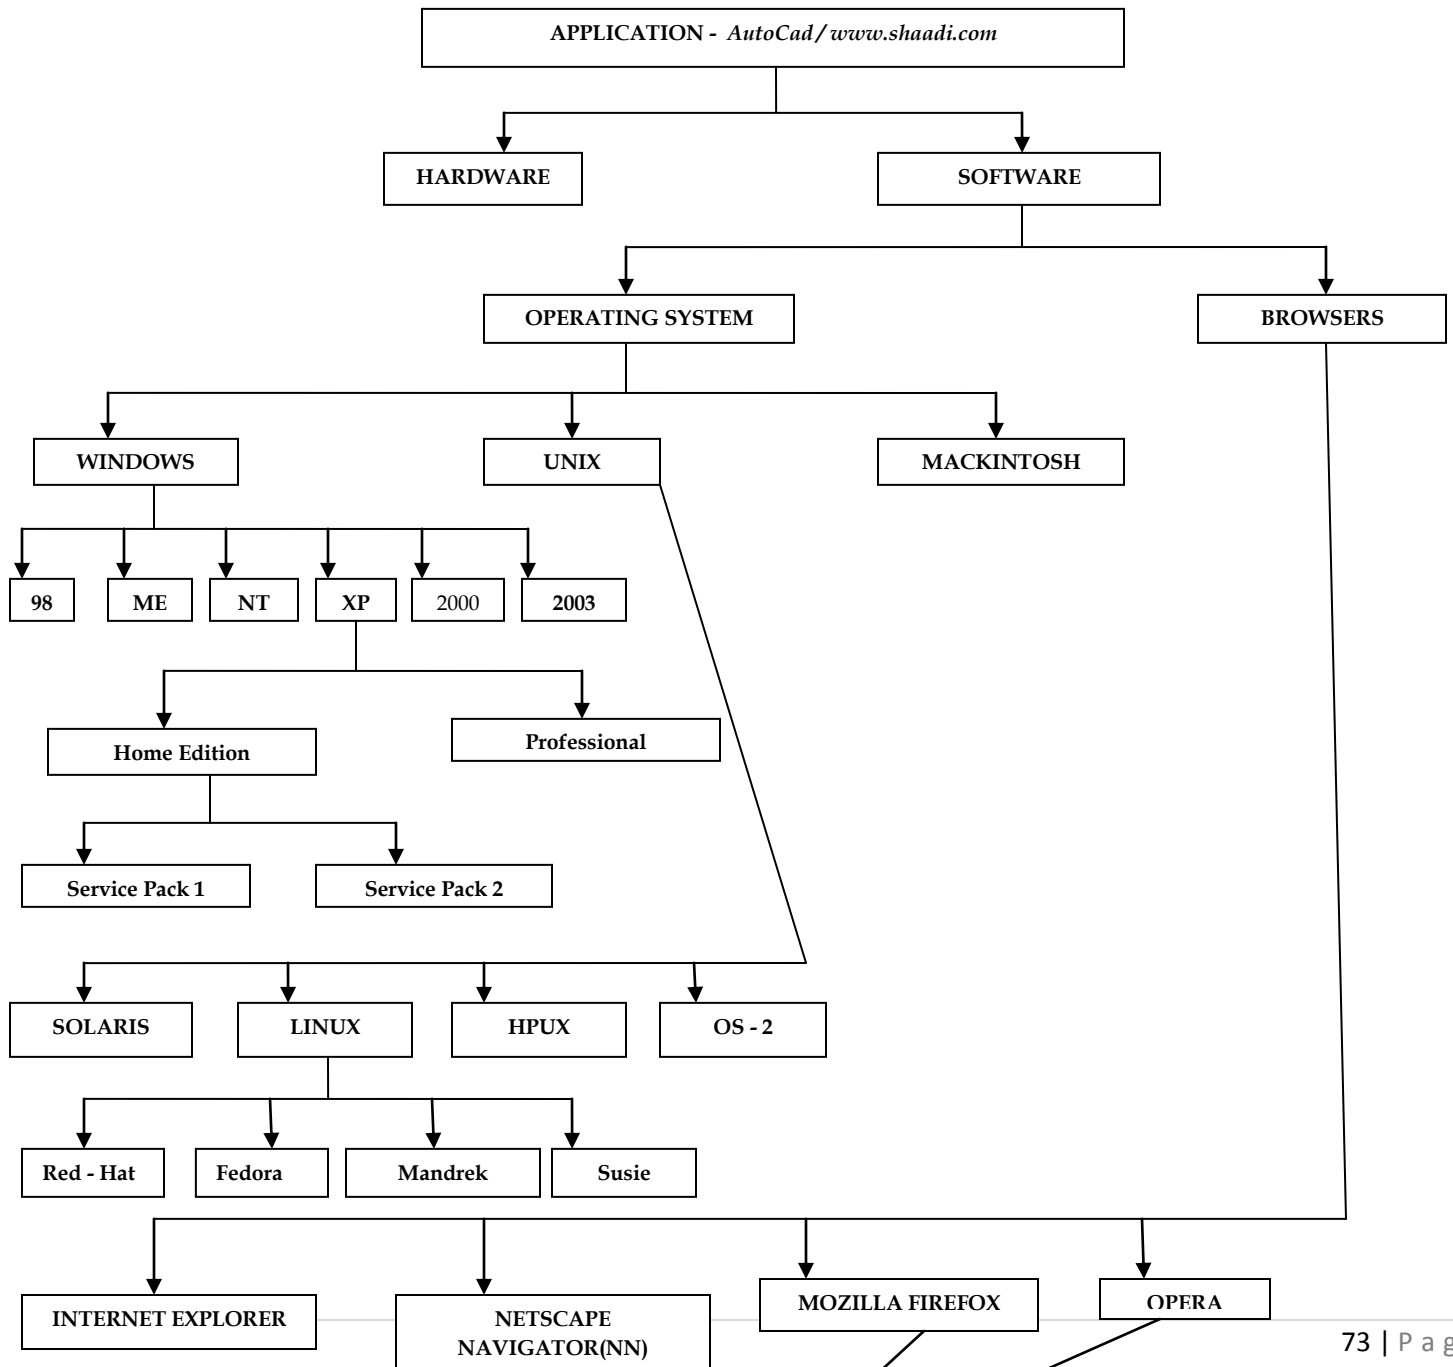 APPLICATION - AutoCad / www.shaadi.com
HARDWARE
SOFTWARE
OPERATING SYSTEM
BROWSERS
WINDOWS
UNIX
MACKINTOSH
98
ME
NT
XP
2000
2003
Home Edition
Professional
Service Pack 1
Service Pack 2
SOLARIS
LINUX
HPUX
OS - 2
Red - Hat
Fedora
Mandrek
Susie
INTERNET EXPLORER
NETSCAPE
NAVIGATOR(NN)
MOZILLA FIREFOX
OPERA
73 | P a g